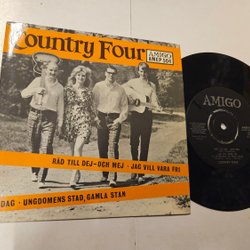 Country Four
AMIGO
AMEP 504
RÅD TILL DEJ - OCH MEJ · JAG VILL VARA FRI
DAG · UNGDOMENS STAD, GAMLA STAN
AMIGO